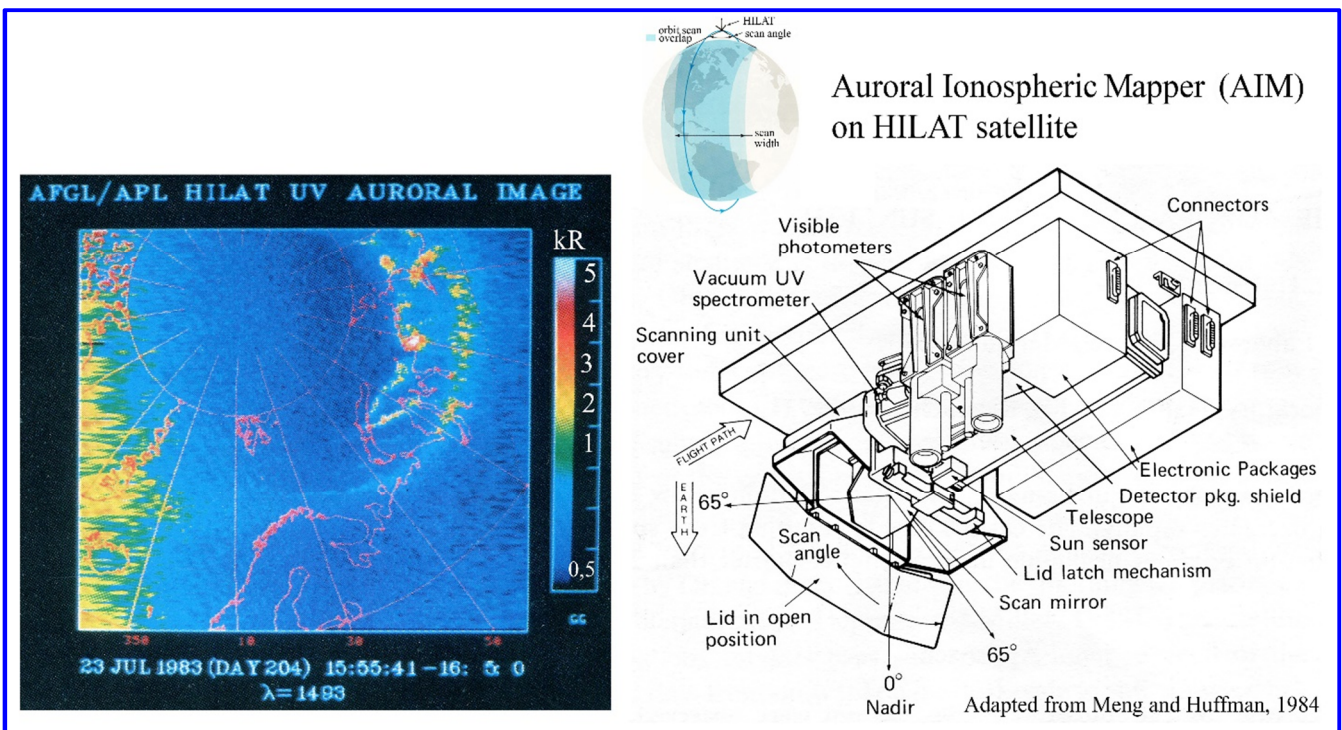 AFGL/APL HILAT UV AURORAL IMAGE
kR
5
4
3
2
1
0,5
GG
350
10
30
50
23 JUL 1983 (DAY 204) 15:55:41-16: 5: 0
λ=1493
HILAT
scan angle
orbit scan
overlap
scan
width
Auroral Ionospheric Mapper (AIM)
on HILAT satellite
Connectors
Visible
photometers
Vacuum UV
spectrometer
Scanning unit
cover
FLIGHT PATH
EARTH
65°
Scan
angle
Lid in open
position
0°
Nadir
65°
Electronic Packages
Detector pkg. shield
Telescope
Sun sensor
Lid latch mechanism
Scan mirror
Adapted from Meng and Huffman, 1984